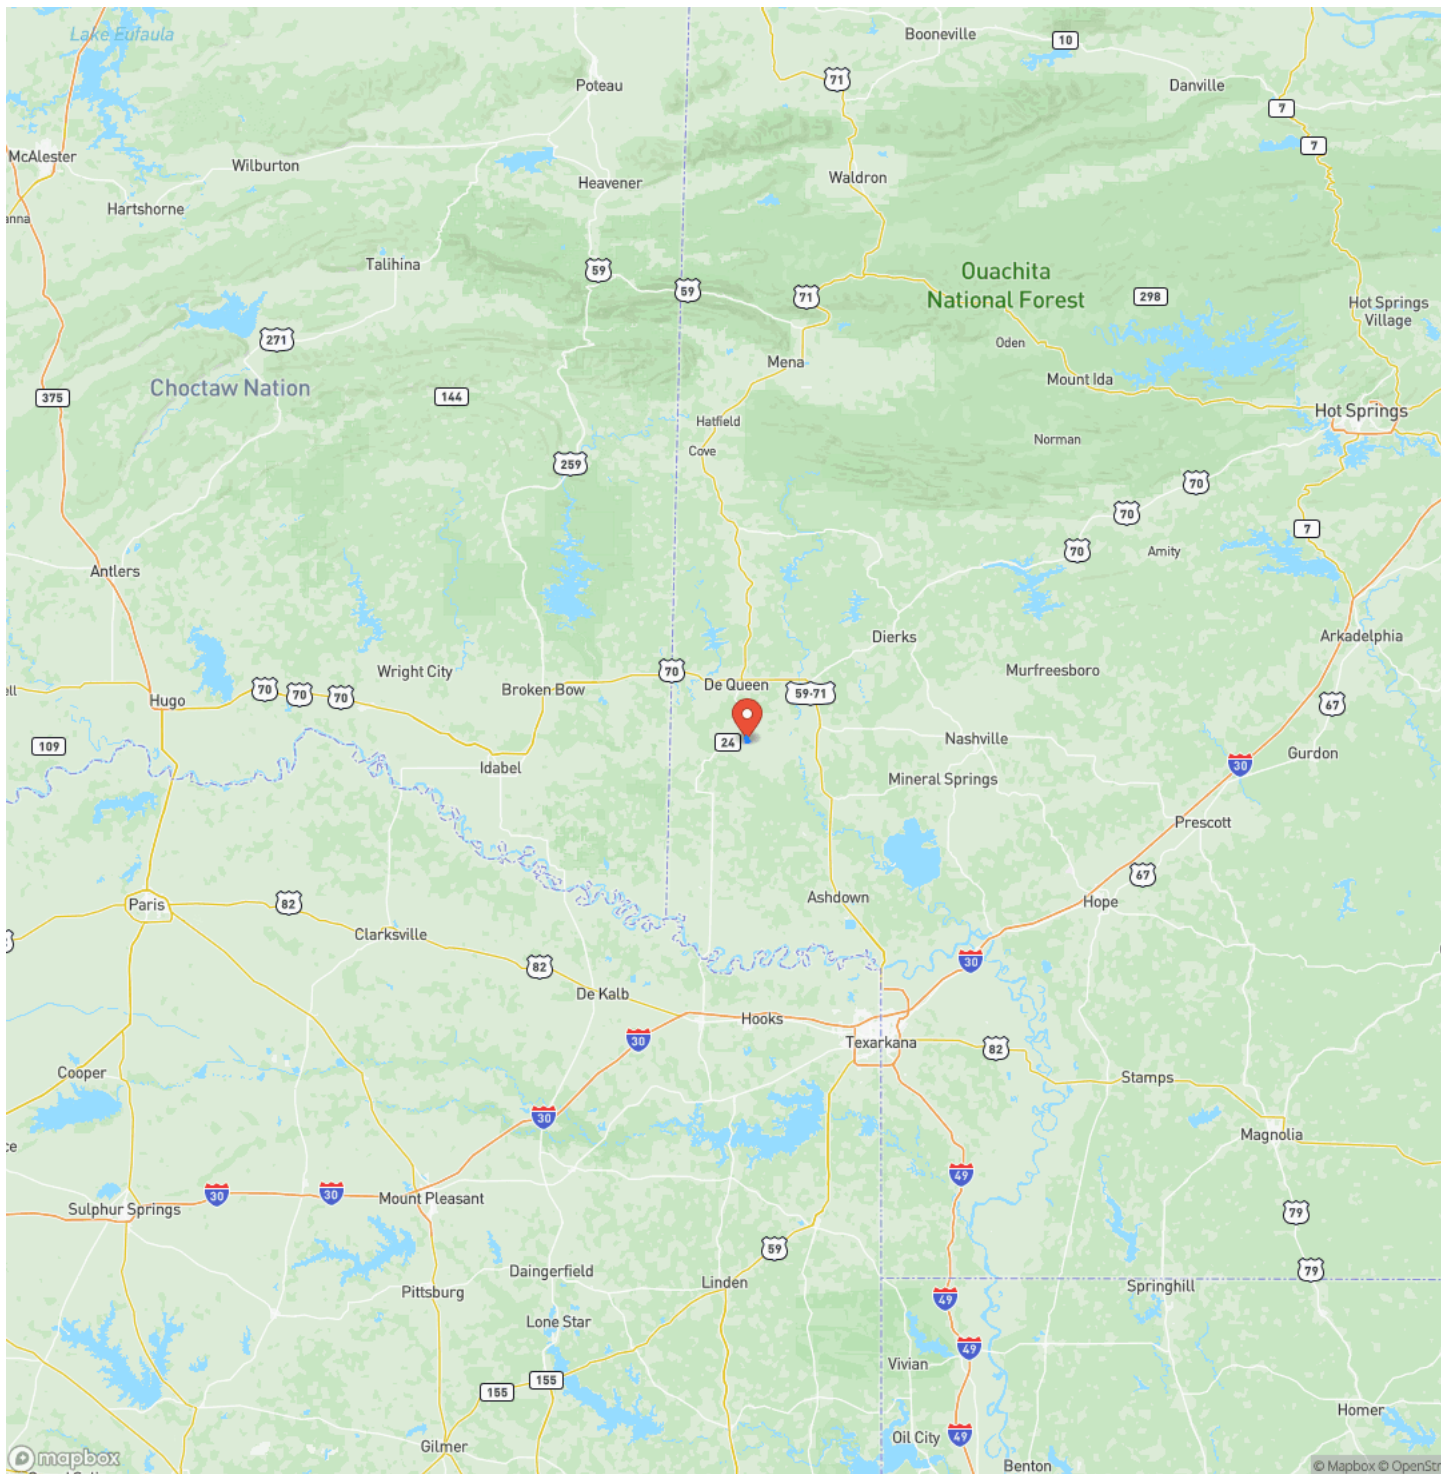 Lake Eufaula
Booneville
10
71
Poteau
Danville
7
7
McAlester
Wilburton
Waldron
Heavener
Hartshorne
anna
Talihina
59
59
71
Ouachita
National Forest
298
Hot Springs
Village
271
Oden
Mena
Choctaw Nation
Mount Ida
375
144
Hot Springs
Hatfield
Norman
Cove
259
70
70
7
70
Amity
Antlers
Dierks
Arkadelphia
Wright City
70
Murfreesboro
De Queen
70
70
70
Broken Bow
59-71
ell
Hugo
67
109
24
Nashville
Gurdon
Idabel
30
Mineral Springs
Prescott
67
Ashdown
Hope
Paris
82
Clarksville
82
30
De Kalb
Hooks
30
Texarkana
82
Cooper
Stamps
30
Magnolia
ce
49
30
30
Mount Pleasant
Sulphur Springs
79
59
Daingerfield
79
Linden
Springhill
Pittsburg
49
Lone Star
49
Vivian
155
155
Homer
Oil City
49
Gilmer
mapbox
Benton
© Mapbox © OpenStr